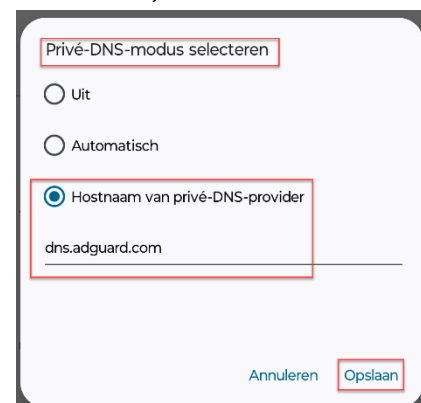 Privé-DNS-modus selecteren
Uit
Automatisch
Hostnaam van privé-DNS-provider
dns.adguard.com
Annuleren Opslaan